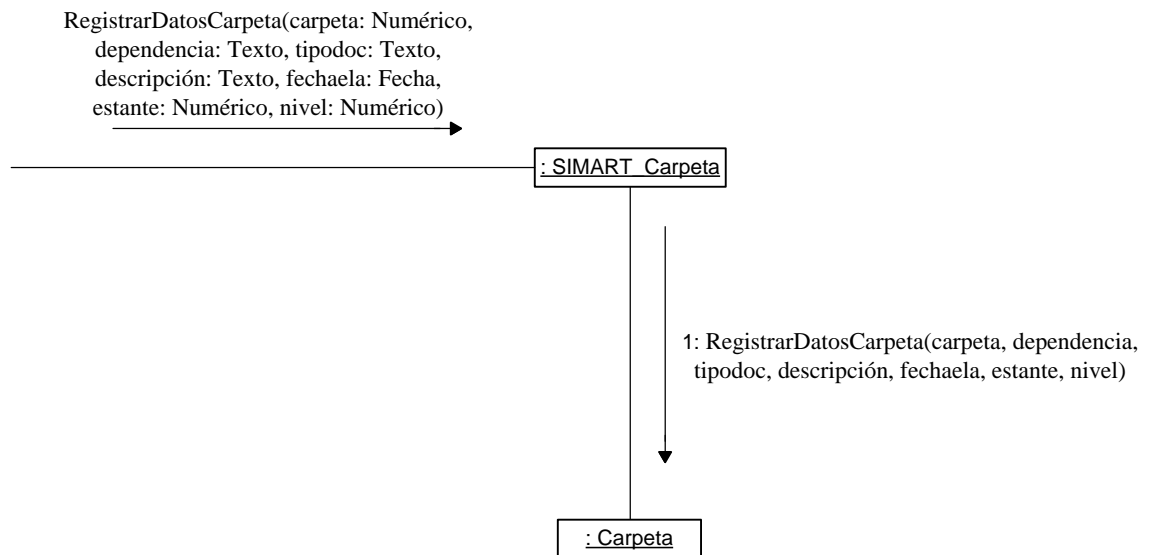 RegistrarDatosCarpeta(carpeta: Numérico,
dependencia: Texto, tipodoc: Texto,
descripción: Texto, fechaela: Fecha,
estante: Numérico, nivel: Numérico)
: SIMART_Carpeta
1: RegistrarDatosCarpeta(carpeta, dependencia,
tipodoc, descripción, fechaela, estante, nivel)
: Carpeta